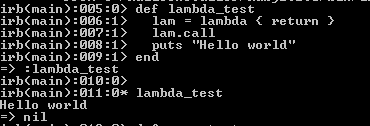 irb(main):005:0> def lambda_test
irb(main):006:1>   lam = lambda { return }
irb(main):007:1>   lam.call
irb(main):008:1>   puts "Hello world"
irb(main):009:1> end
=> :lambda_test
irb(main):010:0>
irb(main):011:0* lambda_test
Hello world
=> nil